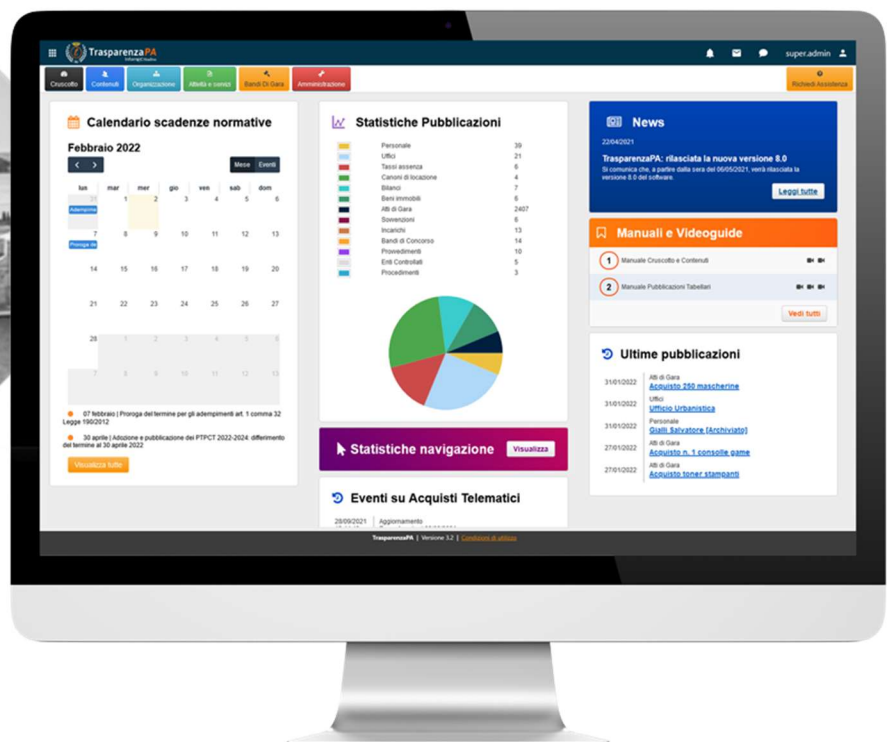 TrasparenzaPA
super.admin
Cruscotto
Contenuti
Organizzazione
Attività e servizi
Bandi Di Gara
Amministrazione
Richiedi Assistenza
Calendario scadenze normative
Febbraio 2022
Mese Eventi
lun mar mer gio ven sab dom
31 1 2 3 4 5 6
Adempime
7 8 9 10 11 12 13
Proroga de
14 15 16 17 18 19 20
21 22 23 24 25 26 27
28 1 2 3 4 5 6
7 8 9 10 11 12 13
07 febbraio | Proroga del termine per gli adempimenti art. 1 comma 32
Legge 190/2012
30 aprile | Adozione e pubblicazione dei PTPCT 2022-2024: differimento
del termine al 30 aprile 2022
Visualizza tutte
Statistiche Pubblicazioni
Personale 39
Uffici 21
Tassi assenza 6
Canoni di locazione 4
Bilanci 7
Beni immobili 6
Atti di Gara 2407
Sovvenzioni 6
Incarichi 13
Bandi di Concorso 14
Provvedimenti 10
Enti Controllati 5
Procedimenti 3
Statistiche navigazione
Visualizza
Eventi su Acquisti Telematici
28/09/2021 Aggiornamento
News
22/04/2021
TrasparenzaPA: rilasciata la nuova versione 8.0
Si comunica che, a partire dalla sera del 06/05/2021, verrà rilasciata la
versione 8.0 del software.
Leggi tutte
Manuali e Videoguide
1 Manuale Cruscotto e Contenuti
2 Manuale Pubblicazioni Tabellari
Vedi tutti
Ultime pubblicazioni
31/01/2022 Atti di Gara
Acquisto 250 mascherine
31/01/2022 Uffici
Ufficio Urbanistica
31/01/2022 Personale
Gialli Salvatore [Archiviato]
27/01/2022 Atti di Gara
Acquisto n. 1 consolle game
27/01/2022 Atti di Gara
Acquisto toner stampanti
TrasparenzaPA | Versione 3.2 | Condizioni di utilizzo